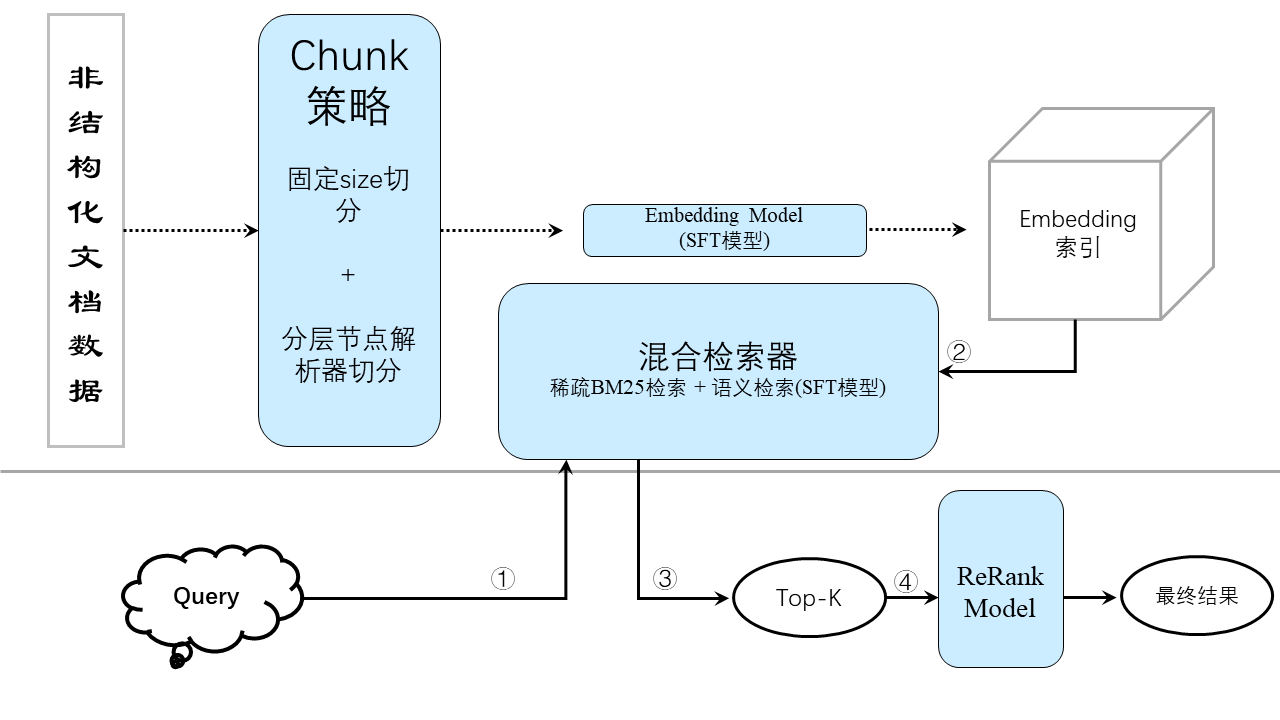 非
结
构
化
文
档
数
据
Chunk
策略
固定size切
分
+
分层节点解
析器切分
Embedding Model
(SFT模型)
Embedding
索引
混合检索器
稀疏BM25检索 + 语义检索(SFT模型)
②
Query
①
③
Top-K
④
ReRank
Model
最终结果